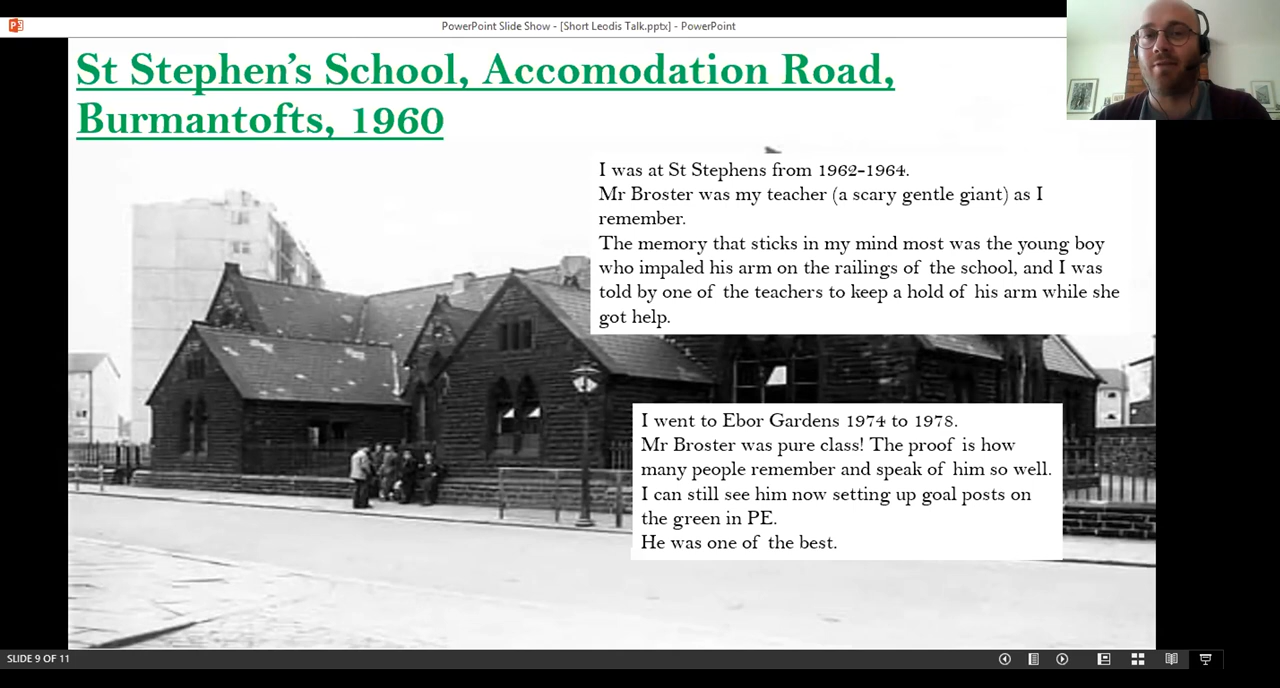 PowerPoint Slide Show - [Short Leodis Talk.pptx] - PowerPoint
St Stephen's School, Accomodation Road,
Burmantofts, 1960
I was at St Stephens from 1962-1964.
Mr Broster was my teacher (a scary gentle giant) as I
remember.
The memory that sticks in my mind most was the young boy
who impaled his arm on the railings of the school, and I was
told by one of the teachers to keep a hold of his arm while she
got help.
I went to Ebor Gardens 1974 to 1978.
Mr Broster was pure class! The proof is how
many people remember and speak of him so well.
I can still see him now setting up goal posts on
the green in PE.
He was one of the best.
SLIDE 9 OF 11